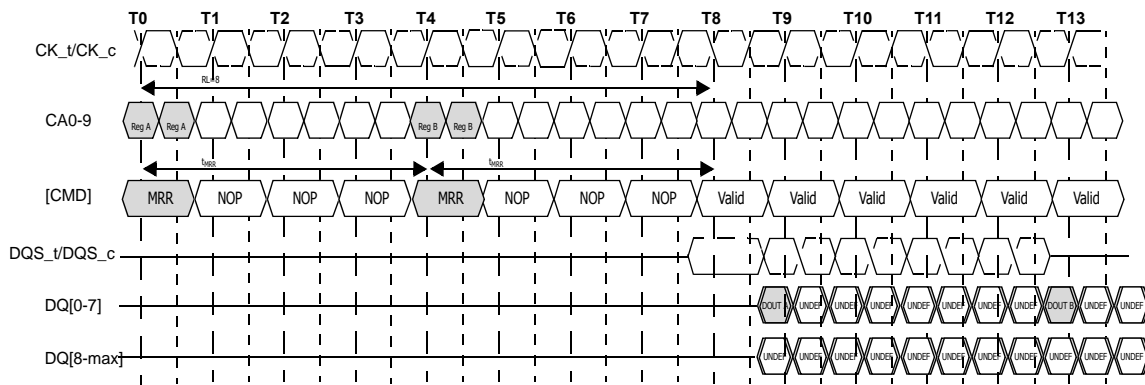 T0 T1 T2 T3 T4 T5 T6 T7 T8 T9 T10 T11 T12 T13
CK_t/CK_c
RL=8
CA0-9 Reg A Reg A Reg B Reg B
tMRR tMRR
[CMD] MRR NOP NOP NOP MRR NOP NOP NOP Valid Valid Valid Valid Valid Valid
DQS_t/DQS_c
DQ[0-7] DOUT A UNDEF UNDEF UNDEF UNDEF UNDEF UNDEF UNDEF DOUT B UNDEF UNDEF
DQ[8-max] UNDEF UNDEF UNDEF UNDEF UNDEF UNDEF UNDEF UNDEF UNDEF UNDEF UNDEF